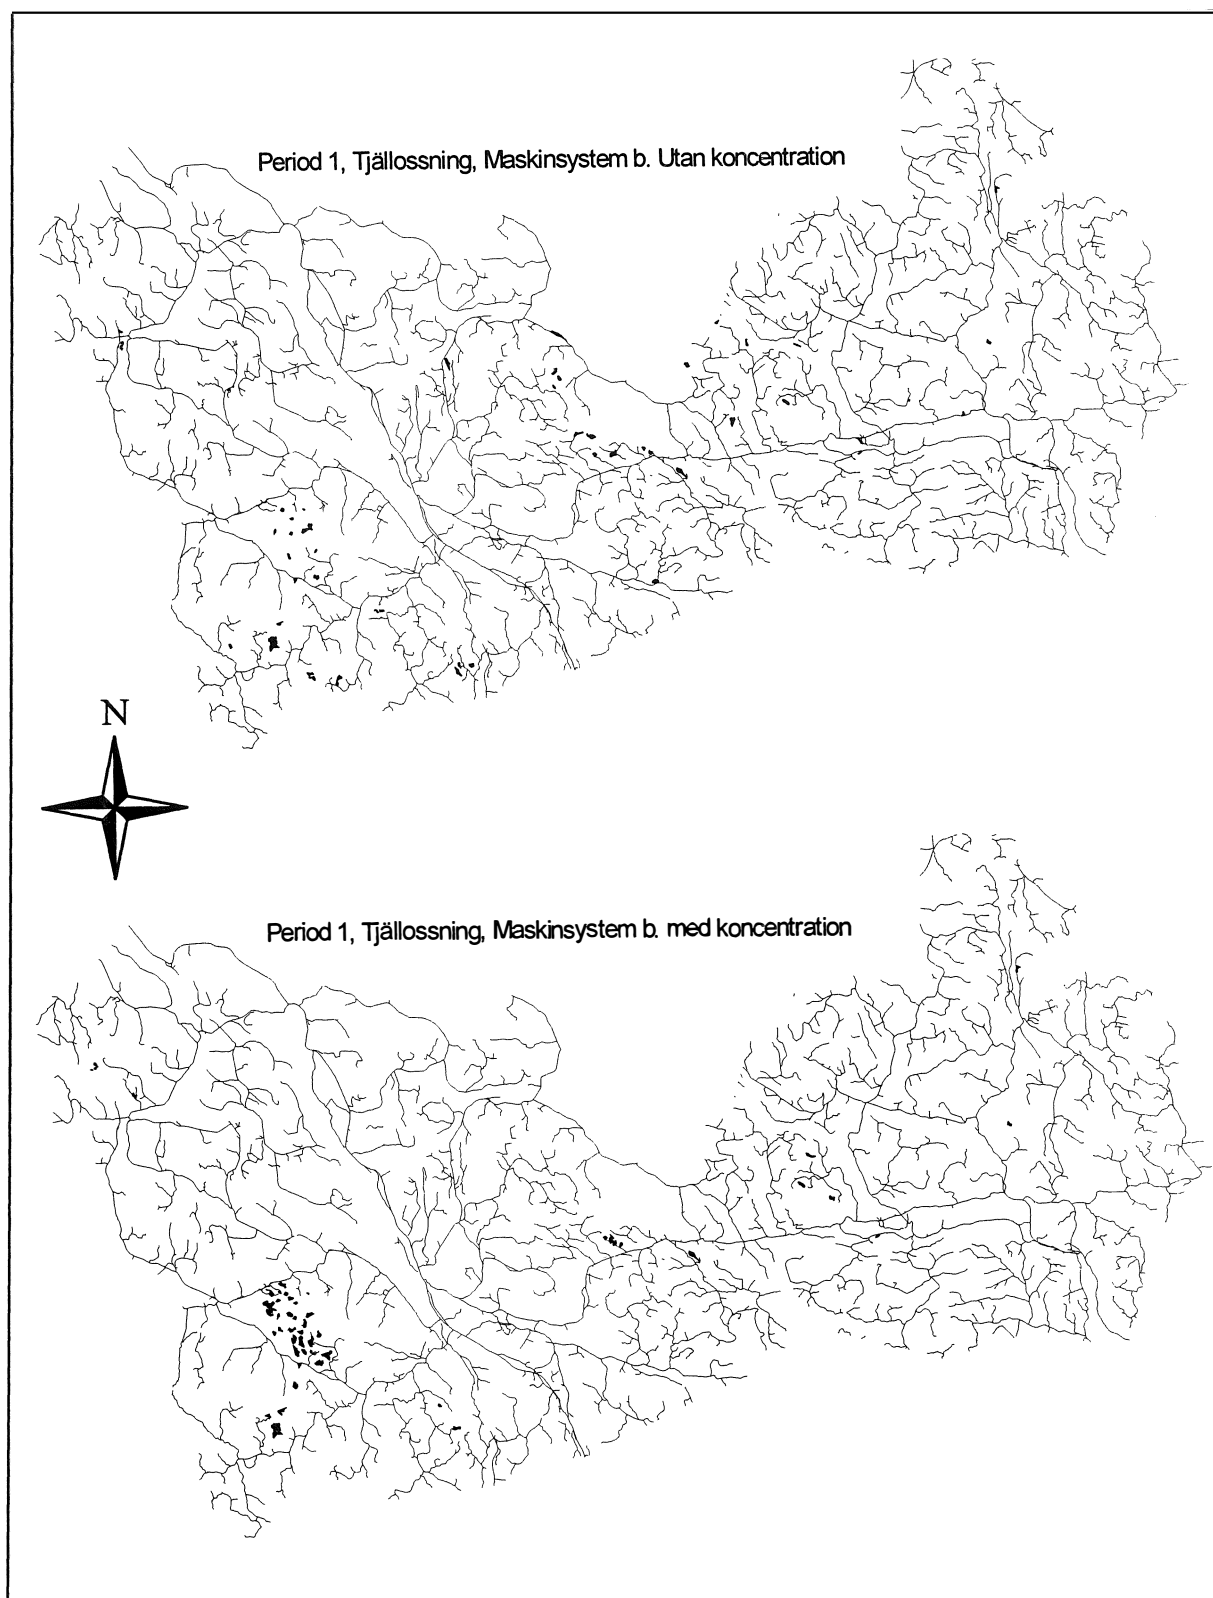 Period 1, Tjällossning, Maskinsystem b. Utan koncentration
N
Period 1, Tjällossning, Maskinsystem b. med koncentration